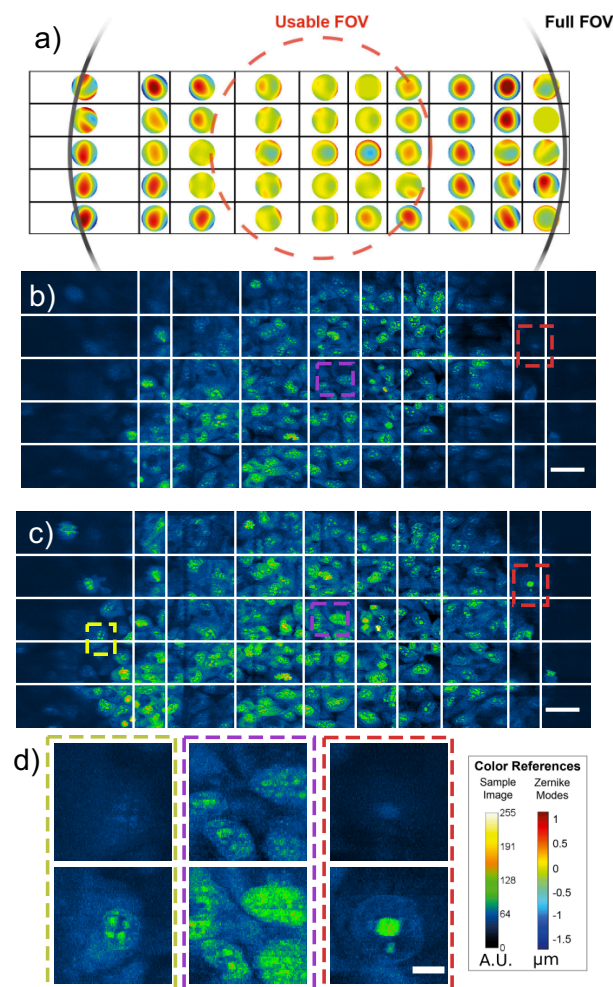 Usable FOV
Full FOV
a)
b)
c)
d)
Color References
Sample
Image
Zernike
Modes
255
191
128
64
0
A.U.
1
0.5
0
-0.5
-1
-1.5
µm